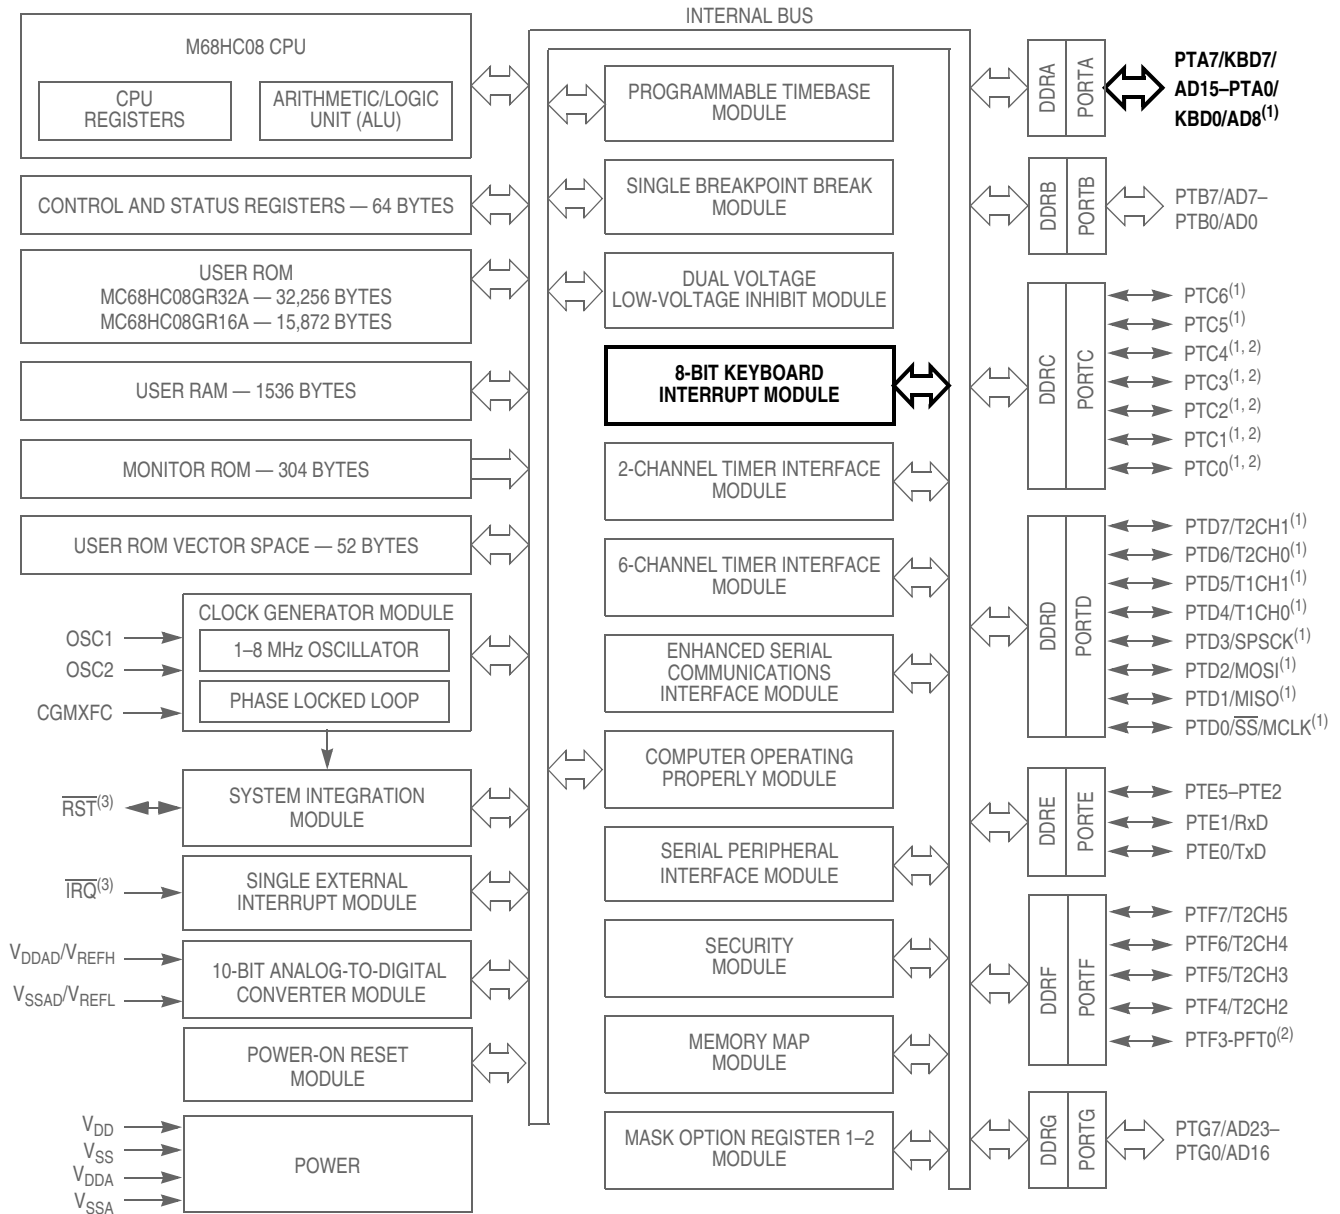 INTERNAL BUS
M68HC08 CPU
CPU
REGISTERS
ARITHMETIC/LOGIC
UNIT (ALU)
CONTROL AND STATUS REGISTERS — 64 BYTES
USER ROM
MC68HC08GR32A — 32,256 BYTES
MC68HC08GR16A — 15,872 BYTES
USER RAM — 1536 BYTES
MONITOR ROM — 304 BYTES
USER ROM VECTOR SPACE — 52 BYTES
CLOCK GENERATOR MODULE
1–8 MHz OSCILLATOR
PHASE LOCKED LOOP
OSC1
OSC2
CGMXFC
SYSTEM INTEGRATION
MODULE
RST(3)
SINGLE EXTERNAL
INTERRUPT MODULE
IRQ(3)
10-BIT ANALOG-TO-DIGITAL
CONVERTER MODULE
VDDAD/VREFH
VSSAD/VREFL
POWER-ON RESET
MODULE
POWER
VDD
VSS
VDDA
VSSA
PROGRAMMABLE TIMEBASE
MODULE
SINGLE BREAKPOINT BREAK
MODULE
DUAL VOLTAGE
LOW-VOLTAGE INHIBIT MODULE
8-BIT KEYBOARD
INTERRUPT MODULE
2-CHANNEL TIMER INTERFACE
MODULE
6-CHANNEL TIMER INTERFACE
MODULE
ENHANCED SERIAL
COMMUNICATIONS
INTERFACE MODULE
COMPUTER OPERATING
PROPERLY MODULE
SERIAL PERIPHERAL
INTERFACE MODULE
SECURITY
MODULE
MEMORY MAP
MODULE
MASK OPTION REGISTER 1–2
MODULE
DDRA
PORTA
PTA7/KBD7/
AD15–PTA0/
KBD0/AD8(1)
DDRB
PORTB
PTB7/AD7–
PTB0/AD0
DDRC
PORTC
PTC6(1)
PTC5(1)
PTC4(1, 2)
PTC3(1, 2)
PTC2(1, 2)
PTC1(1, 2)
PTC0(1, 2)
DDRD
PORTD
PTD7/T2CH1(1)
PTD6/T2CH0(1)
PTD5/T1CH1(1)
PTD4/T1CH0(1)
PTD3/SPSCK(1)
PTD2/MOSI(1)
PTD1/MISO(1)
PTD0/SS/MCLK(1)
DDRE
PORTE
PTE5–PTE2
PTE1/RxD
PTE0/TxD
DDRF
PORTF
PTF7/T2CH5
PTF6/T2CH4
PTF5/T2CH3
PTF4/T2CH2
PTF3-PFT0(2)
DDRG
PORTG
PTG7/AD23–
PTG0/AD16